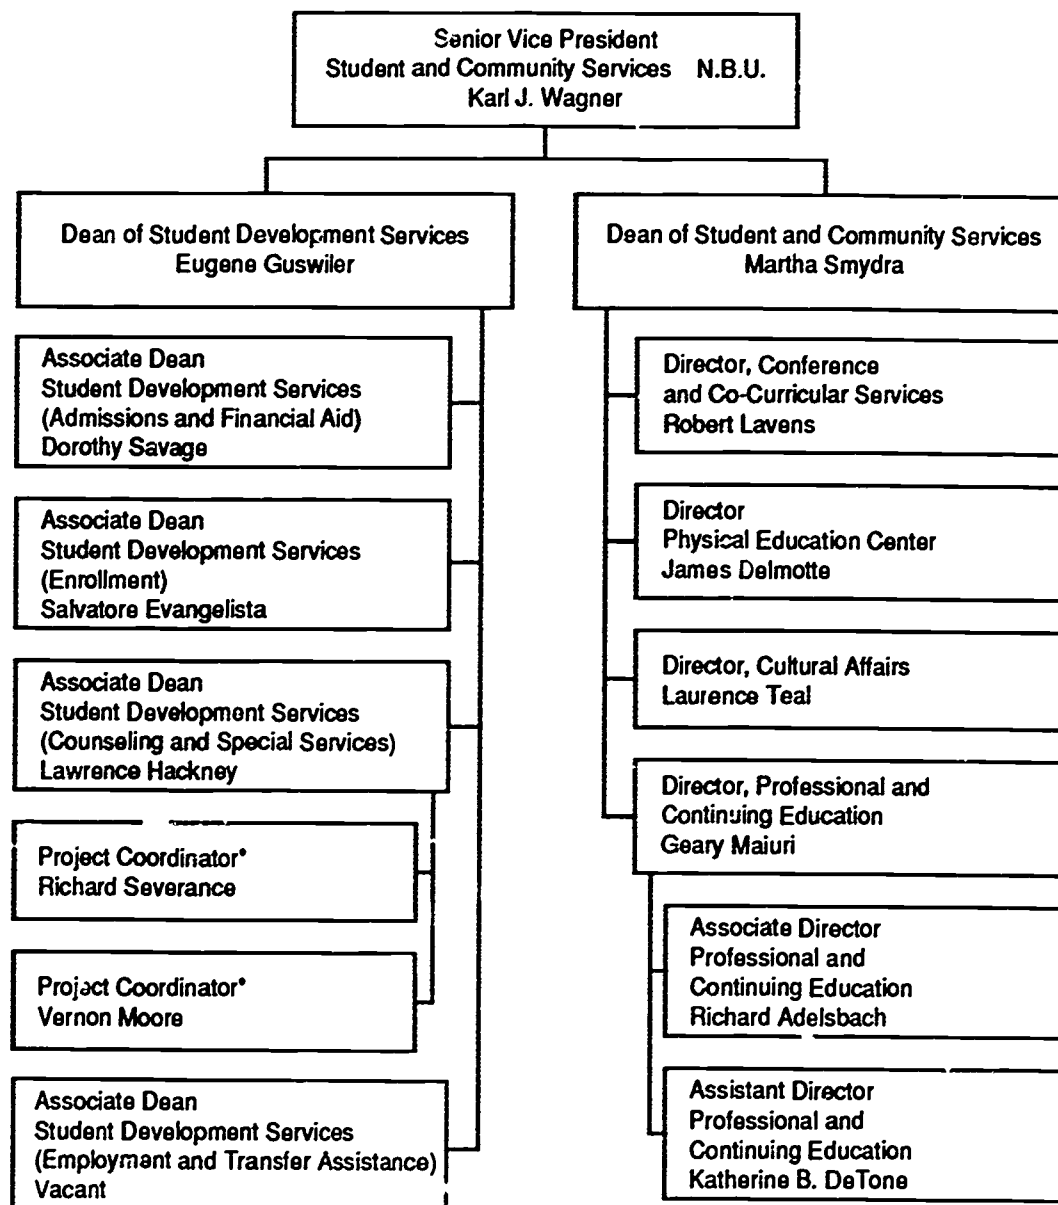 Senior Vice President
Student and Community Services N.B.U.
Karl J. Wagner
Dean of Student Development Services
Eugene Guswiler
Associate Dean
Student Development Services
(Admissions and Financial Aid)
Dorothy Savage
Associate Dean
Student Development Services
(Enrollment)
Salvatore Evangelista
Associate Dean
Student Development Services
(Counseling and Special Services)
Lawrence Hackney
Project Coordinator*
Richard Severance
Project Coordinator*
Vernon Moore
Associate Dean
Student Development Services
(Employment and Transfer Assistance)
Vacant
Dean of Student and Community Services
Martha Smydra
Director, Conference
and Co-Curricular Services
Robert Lavens
Director
Physical Education Center
James Delmotte
Director, Cultural Affairs
Laurence Teal
Director, Professional and
Continuing Education
Geary Maiuri
Associate Director
Professional and
Continuing Education
Richard Adelsbach
Assistant Director
Professional and
Continuing Education
Katherine B. DeTone